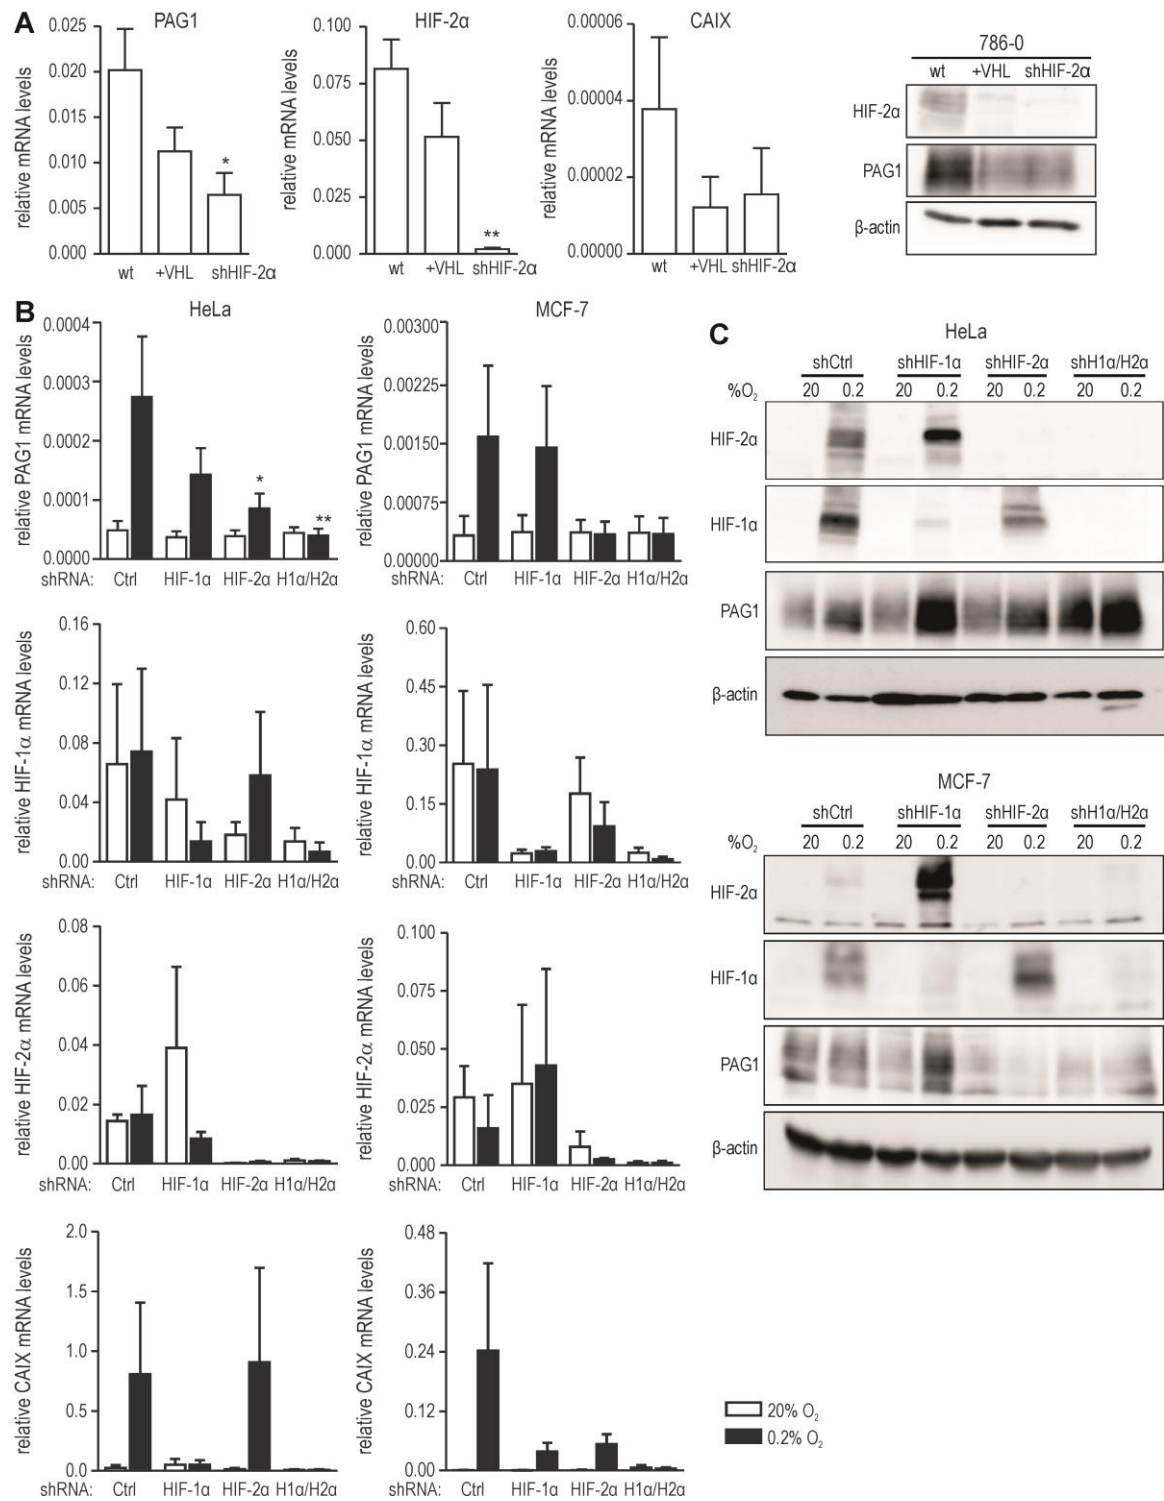 A
PAG1
relative mRNA levels
0.025
0.020
0.015
0.010
0.005
0.000
*
wt +VHL shHIF-2α
HIF-2α
relative mRNA levels
0.100
0.075
0.050
0.025
0.000
**
wt +VHL shHIF-2α
CAIX
relative mRNA levels
0.00006
0.00004
0.00002
0.00000
wt +VHL shHIF-2α
786-0
wt +VHL shHIF-2α
HIF-2α
PAG1
β-actin
B
HeLa
relative PAG1 mRNA levels
0.0004
0.0003
0.0002
0.0001
0.0000
*
**
shRNA: Ctrl HIF-1α HIF-2α H1α/H2α
MCF-7
relative PAG1 mRNA levels
0.00300
0.00225
0.00150
0.00075
0.00000
Ctrl HIF-1α HIF-2α H1α/H2α
relative HIF-1α mRNA levels
0.16
0.12
0.08
0.04
0.00
shRNA: Ctrl HIF-1α HIF-2α H1α/H2α
relative HIF-1α mRNA levels
0.60
0.45
0.30
0.15
0.00
shRNA: Ctrl HIF-1α HIF-2α H1α/H2α
relative HIF-2α mRNA levels
0.08
0.06
0.04
0.02
0.00
shRNA: Ctrl HIF-1α HIF-2α H1α/H2α
relative HIF-2α mRNA levels
0.100
0.075
0.050
0.025
0.000
shRNA: Ctrl HIF-1α HIF-2α H1α/H2α
relative CAIX mRNA levels
2.0
1.5
1.0
0.5
0.0
shRNA: Ctrl HIF-1α HIF-2α H1α/H2α
relative CAIX mRNA levels
0.48
0.36
0.24
0.12
0.00
shRNA: Ctrl HIF-1α HIF-2α H1α/H2α
20% O₂
0.2% O₂
C
HeLa
shCtrl shHIF-1α shHIF-2α shH1α/H2α
%O₂ 20 0.2 20 0.2 20 0.2 20 0.2
HIF-2α
HIF-1α
PAG1
β-actin
MCF-7
shCtrl shHIF-1α shHIF-2α shH1α/H2α
%O₂ 20 0.2 20 0.2 20 0.2 20 0.2
HIF-2α
HIF-1α
PAG1
β-actin